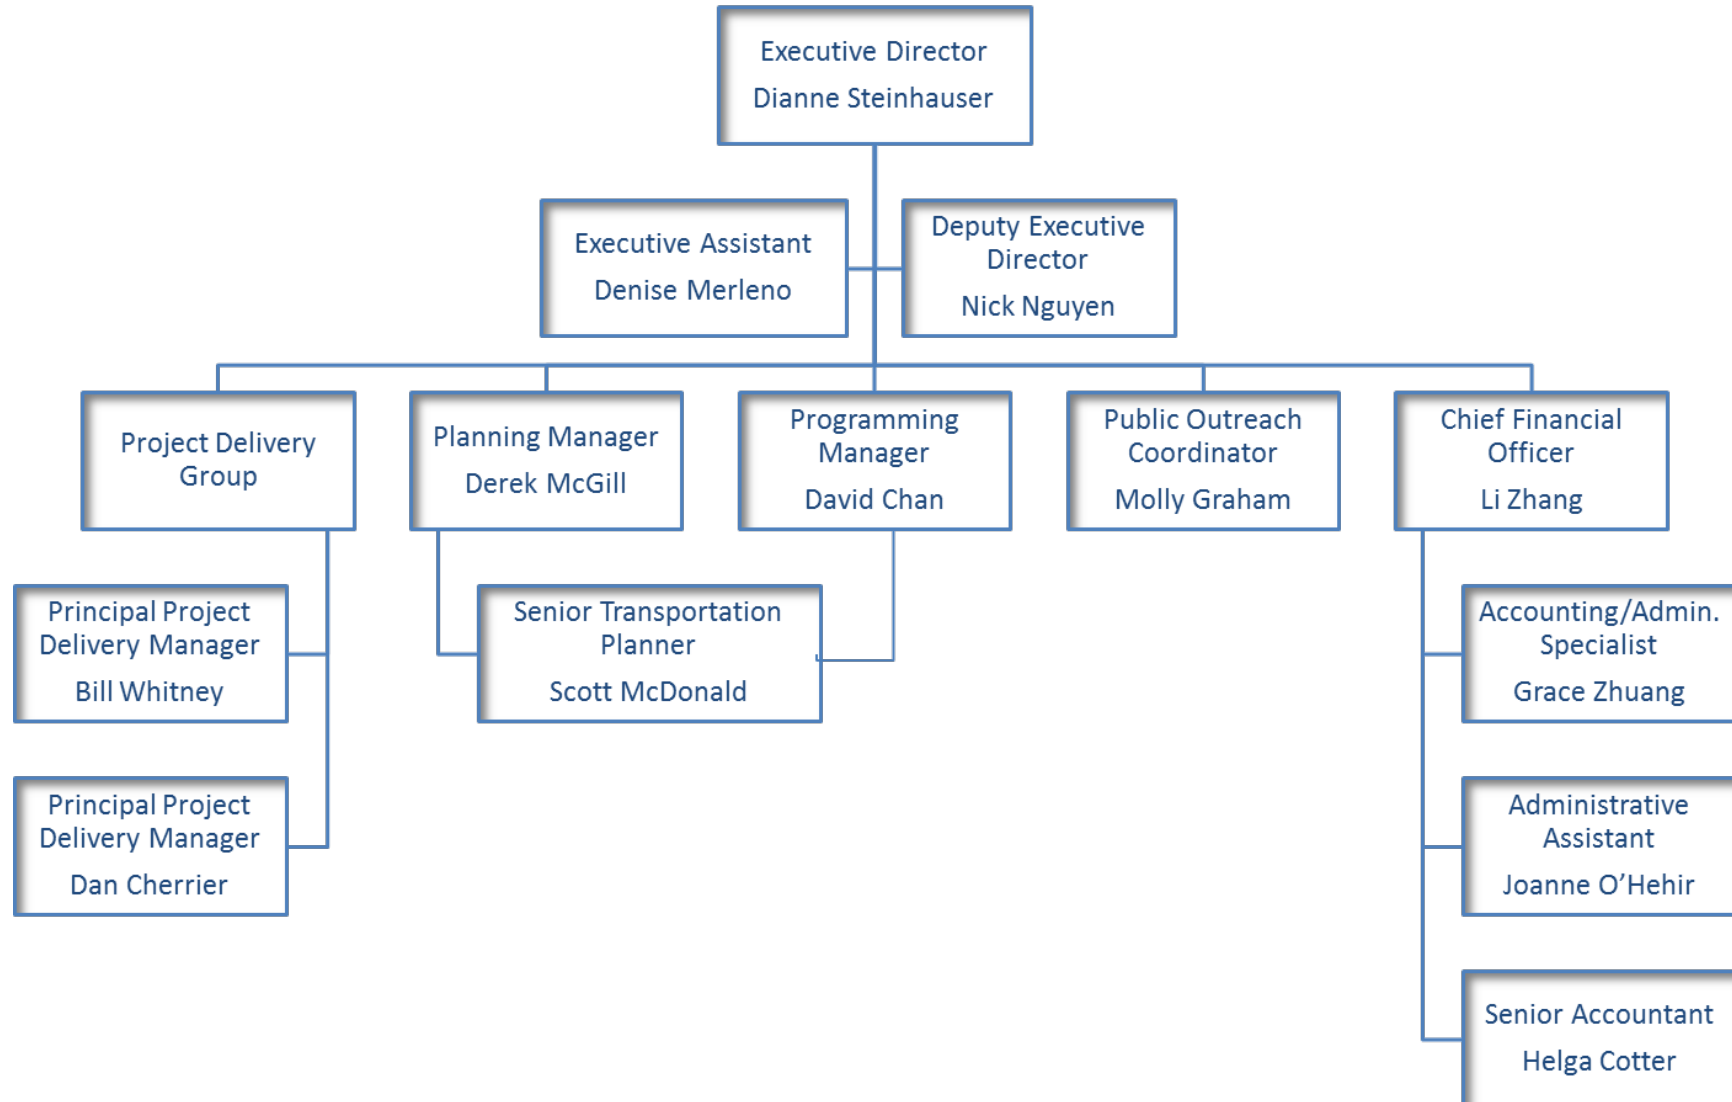 Executive Director
Dianne Steinhauser
Executive Assistant
Denise Merleno
Deputy Executive
Director
Nick Nguyen
Project Delivery
Group
Planning Manager
Derek McGill
Programming
Manager
David Chan
Public Outreach
Coordinator
Molly Graham
Chief Financial
Officer
Li Zhang
Principal Project
Delivery Manager
Bill Whitney
Senior Transportation
Planner
Scott McDonald
Accounting/Admin.
Specialist
Grace Zhuang
Principal Project
Delivery Manager
Dan Cherrier
Administrative
Assistant
Joanne O’Hehir
Senior Accountant
Helga Cotter